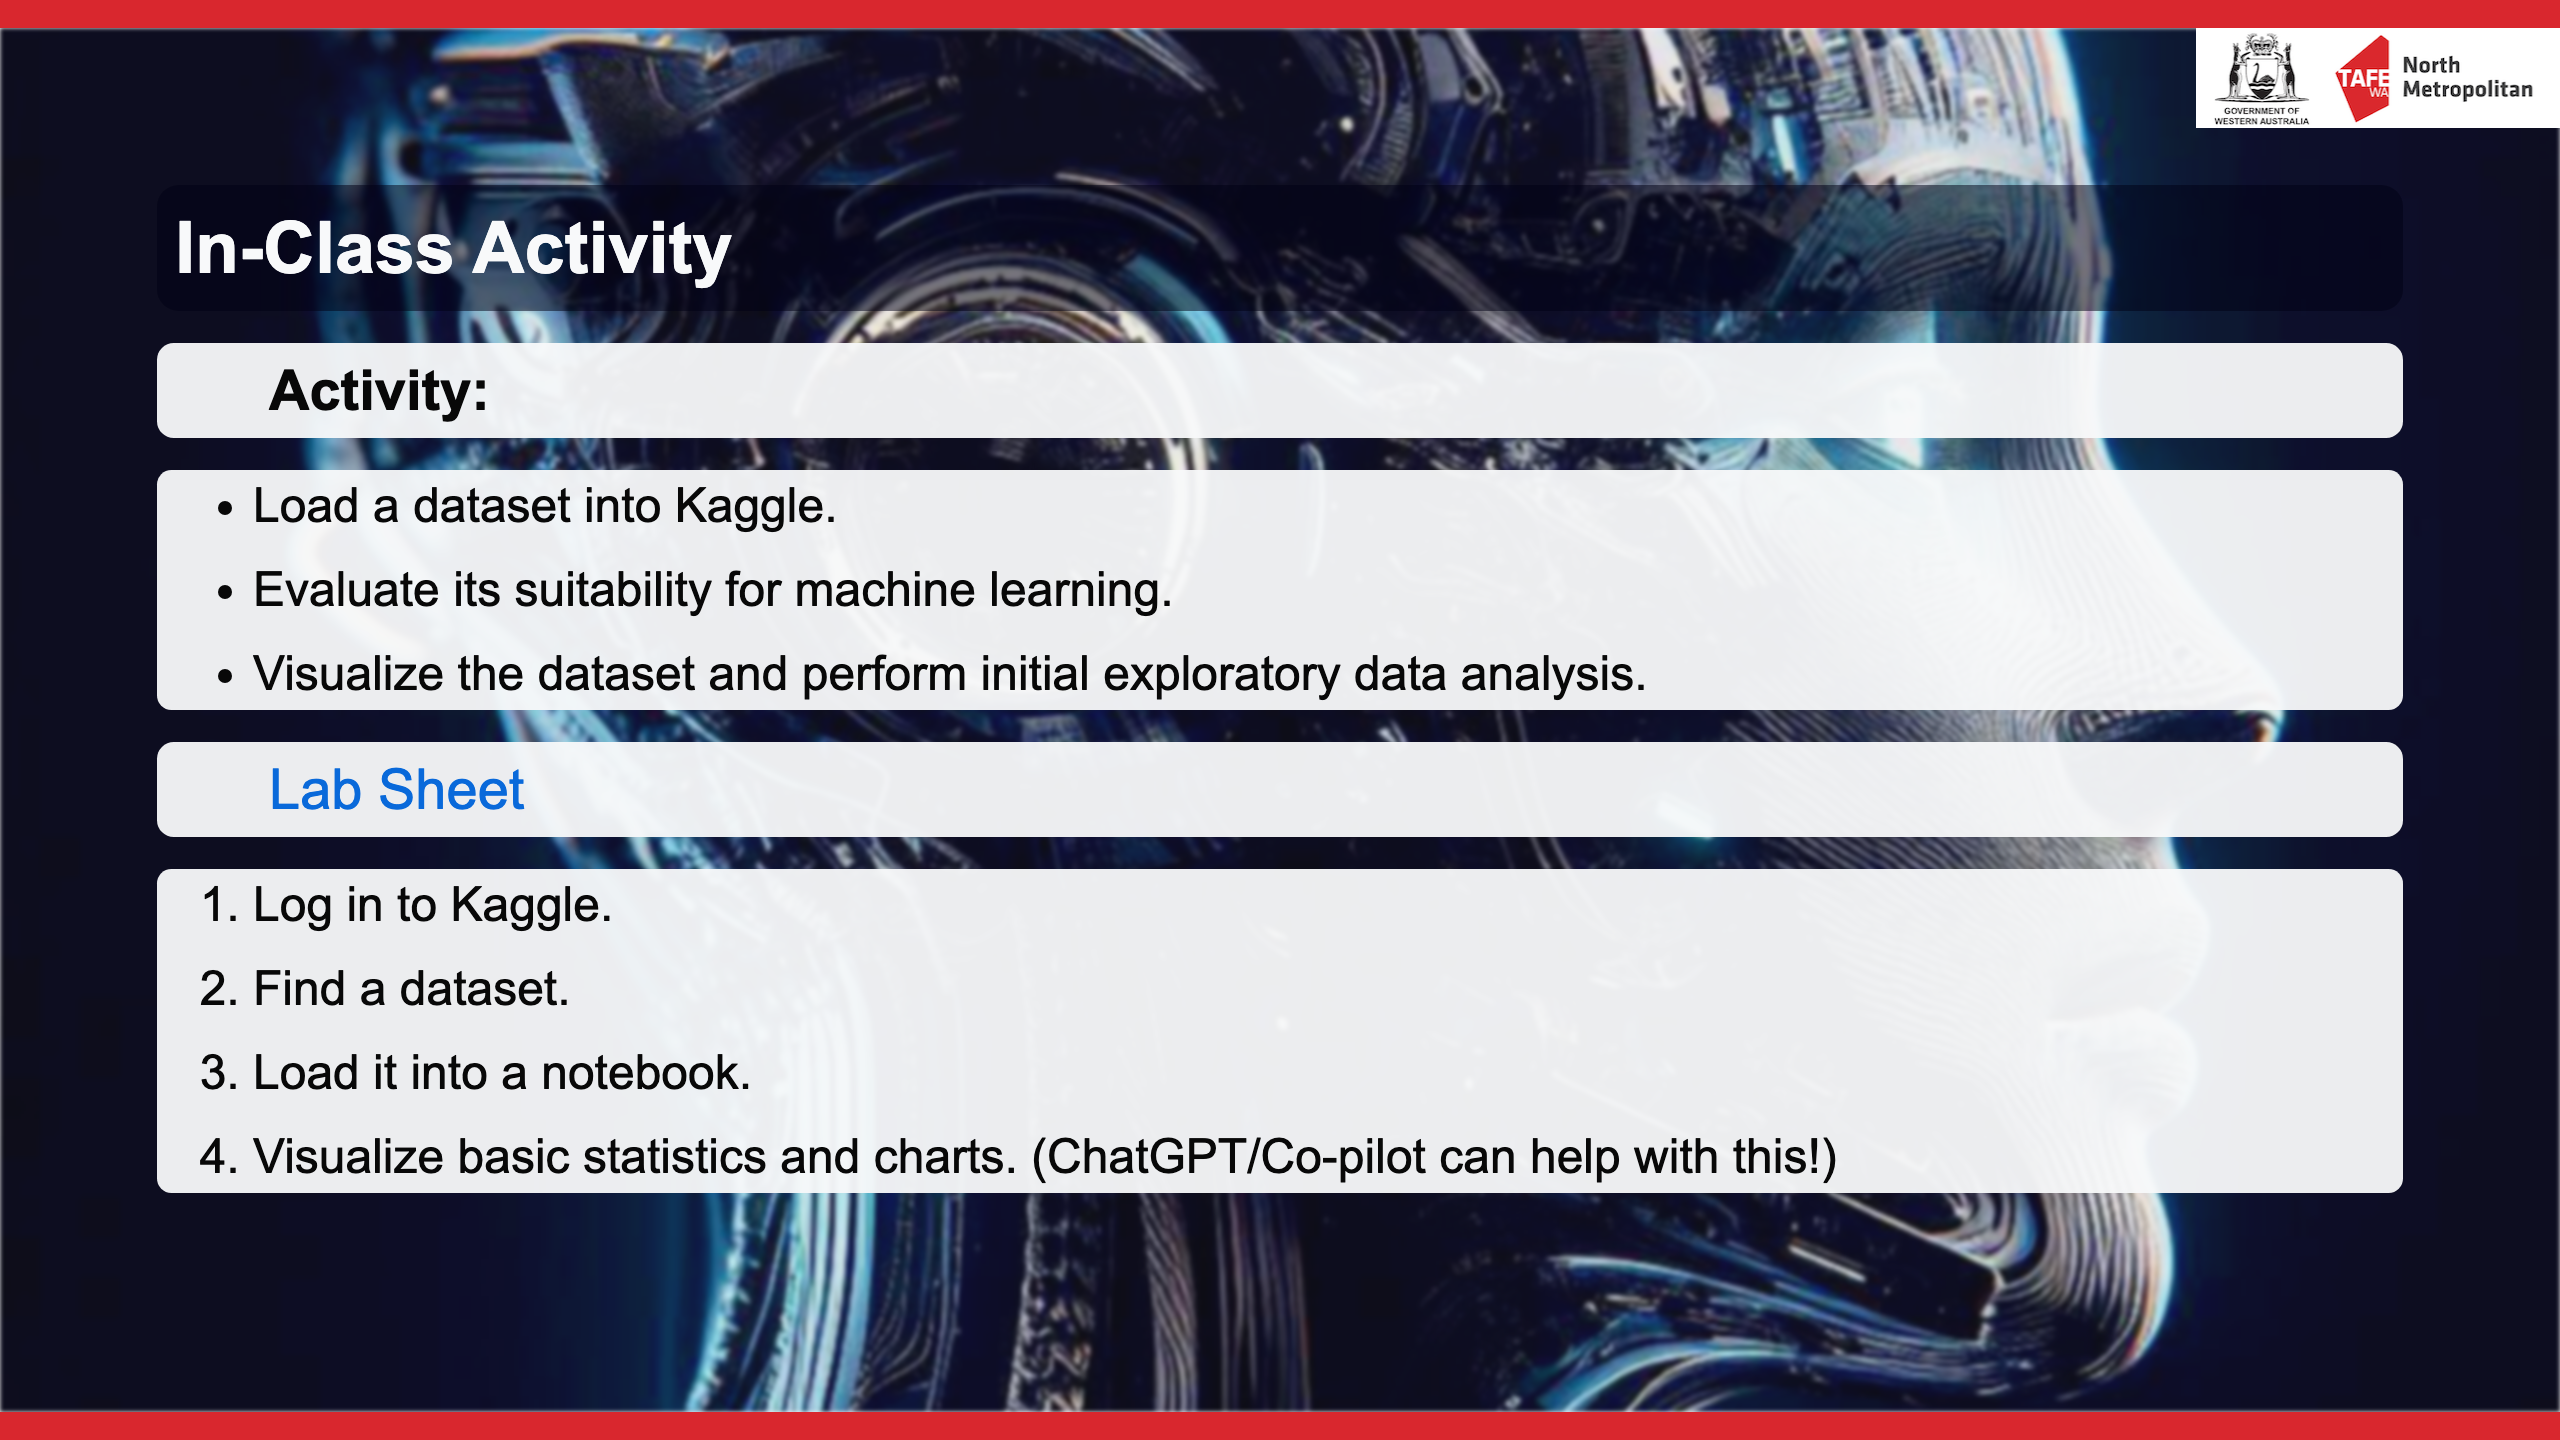 GOVERNMENT OF
WESTERN AUSTRALIA
TAFE
WA
North
Metropolitan
In-Class Activity
Activity:
• Load a dataset into Kaggle.
• Evaluate its suitability for machine learning.
• Visualize the dataset and perform initial exploratory data analysis.
Lab Sheet
1. Log in to Kaggle.
2. Find a dataset.
3. Load it into a notebook.
4. Visualize basic statistics and charts. (ChatGPT/Co-pilot can help with this!)